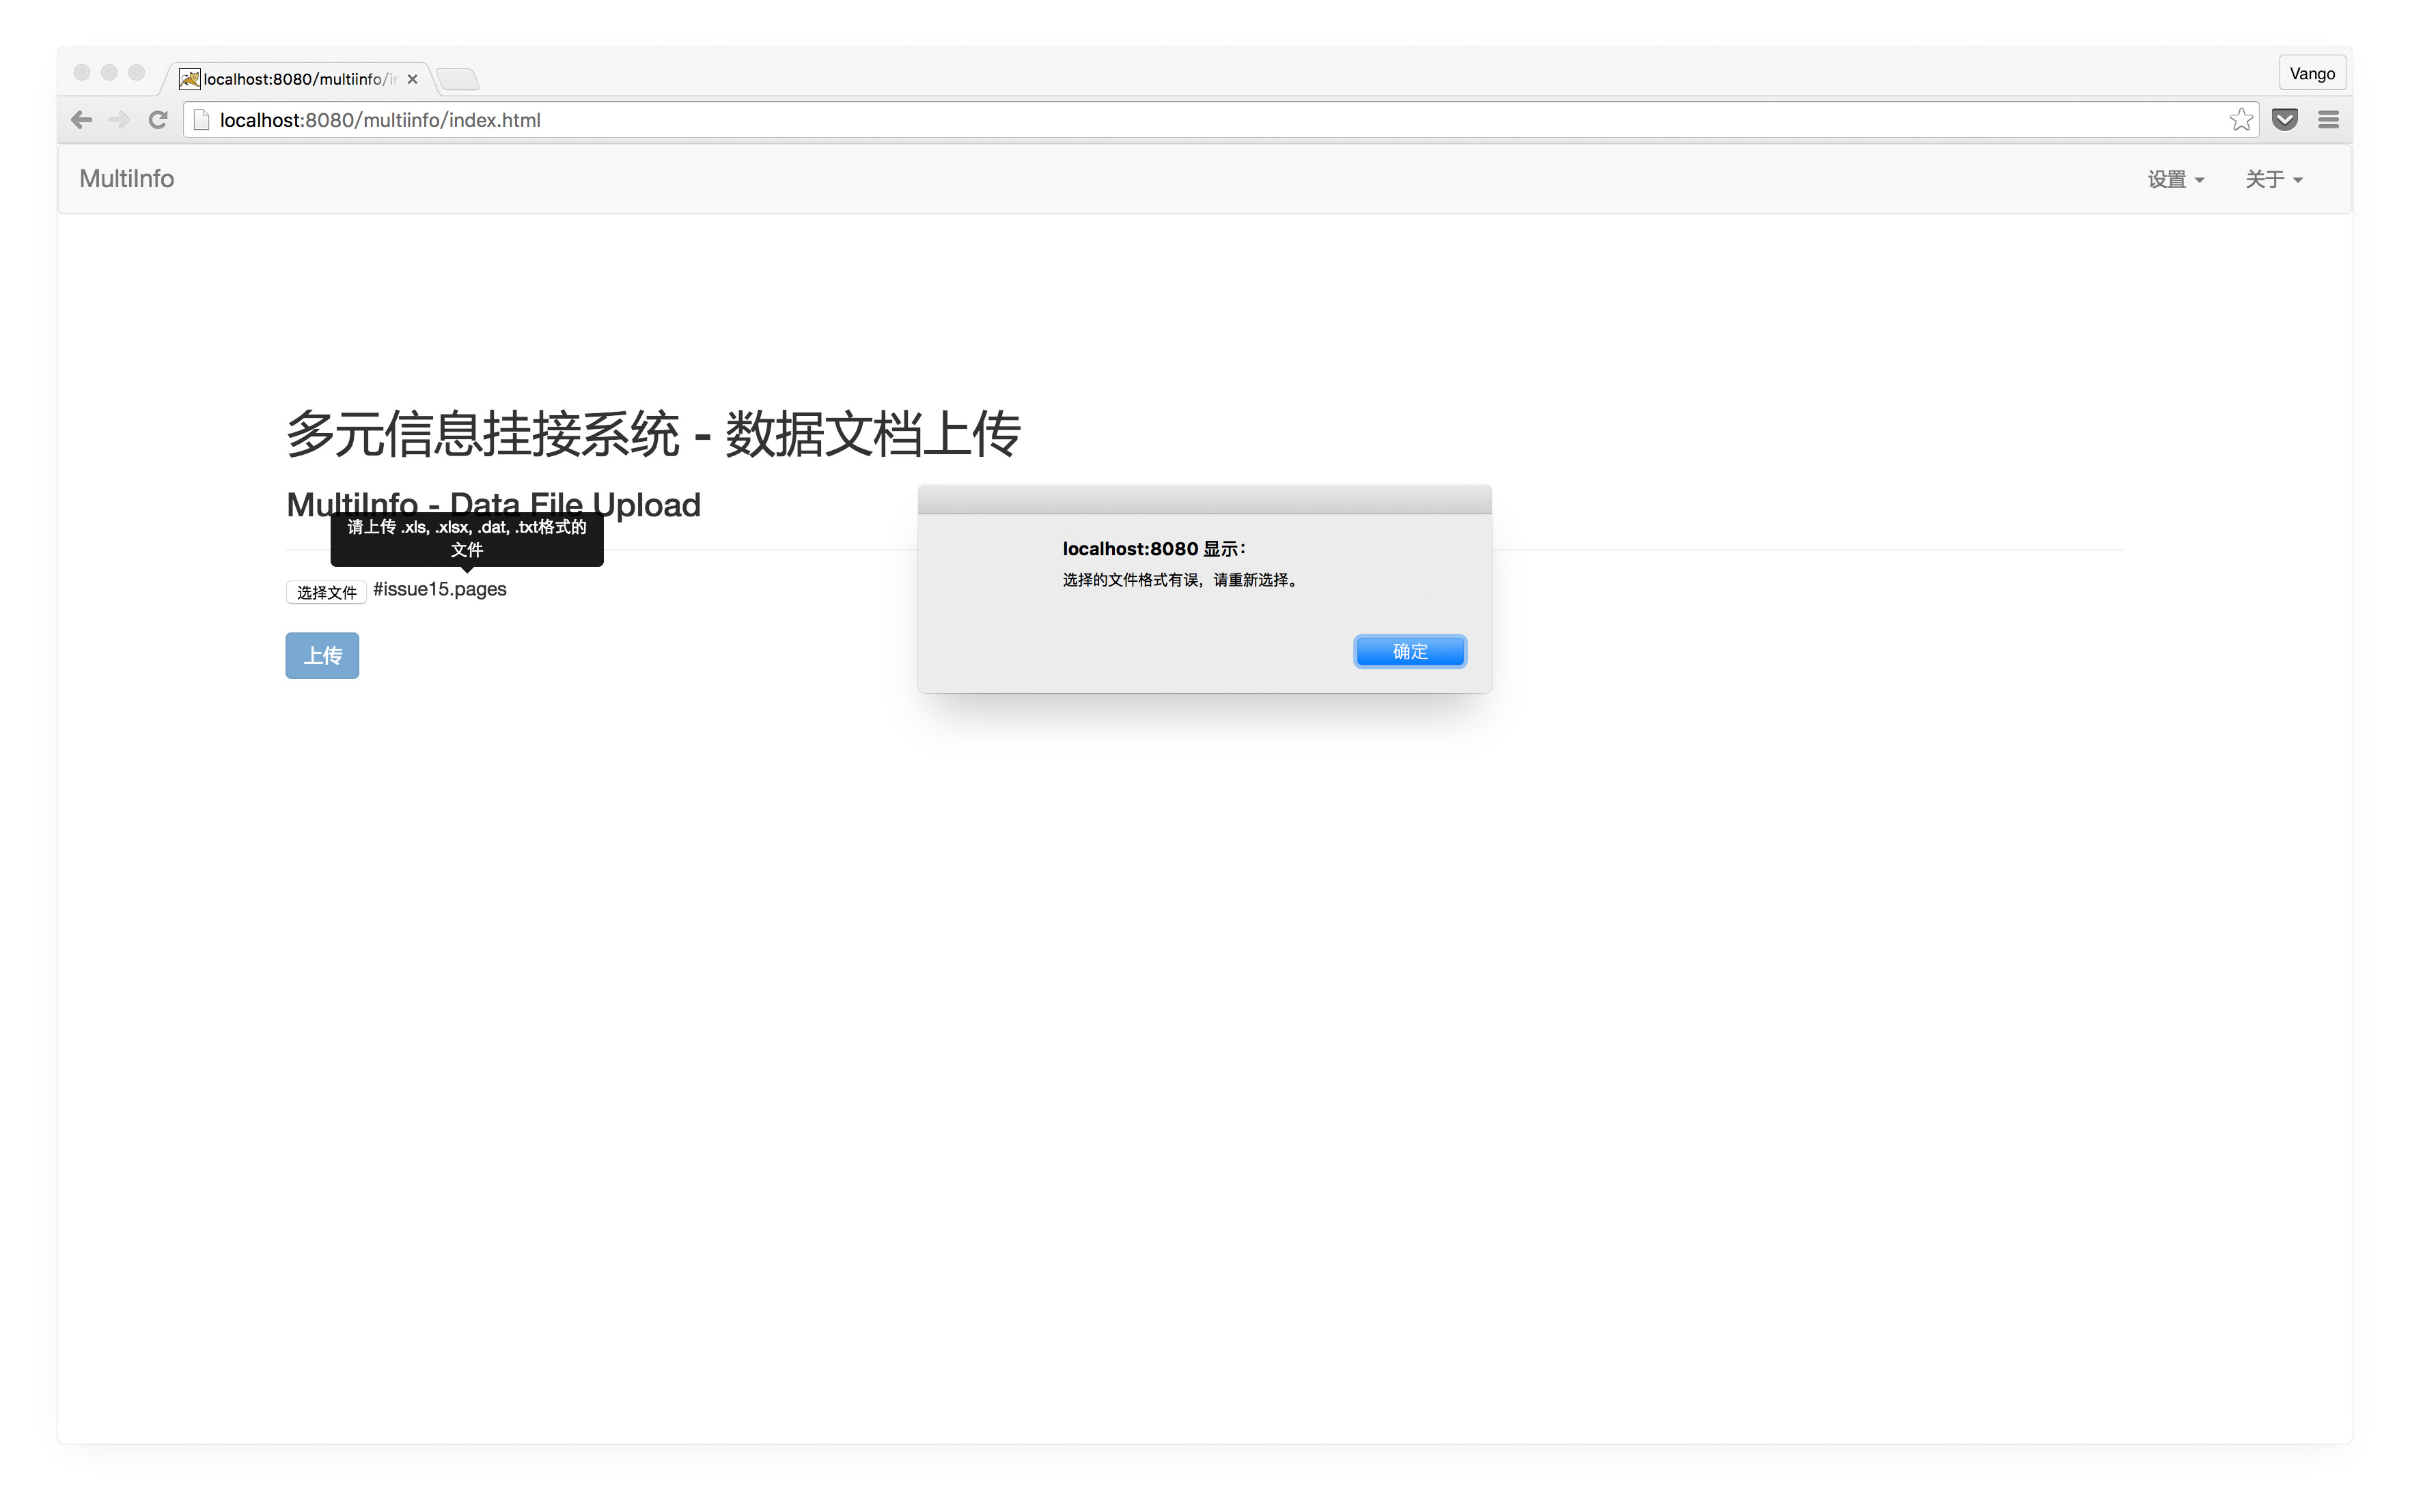 localhost:8080/multiinfo/in
Vango
localhost:8080/multiinfo/index.html
MultiInfo
设置
关于
多元信息挂接系统 - 数据文档上传
MultiInfo - Data File Upload
请上传 .xls, .xlsx, .dat, .txt格式的
文件
选择文件 #issue15.pages
上传
localhost:8080 显示：
选择的文件格式有误，请重新选择。
确定